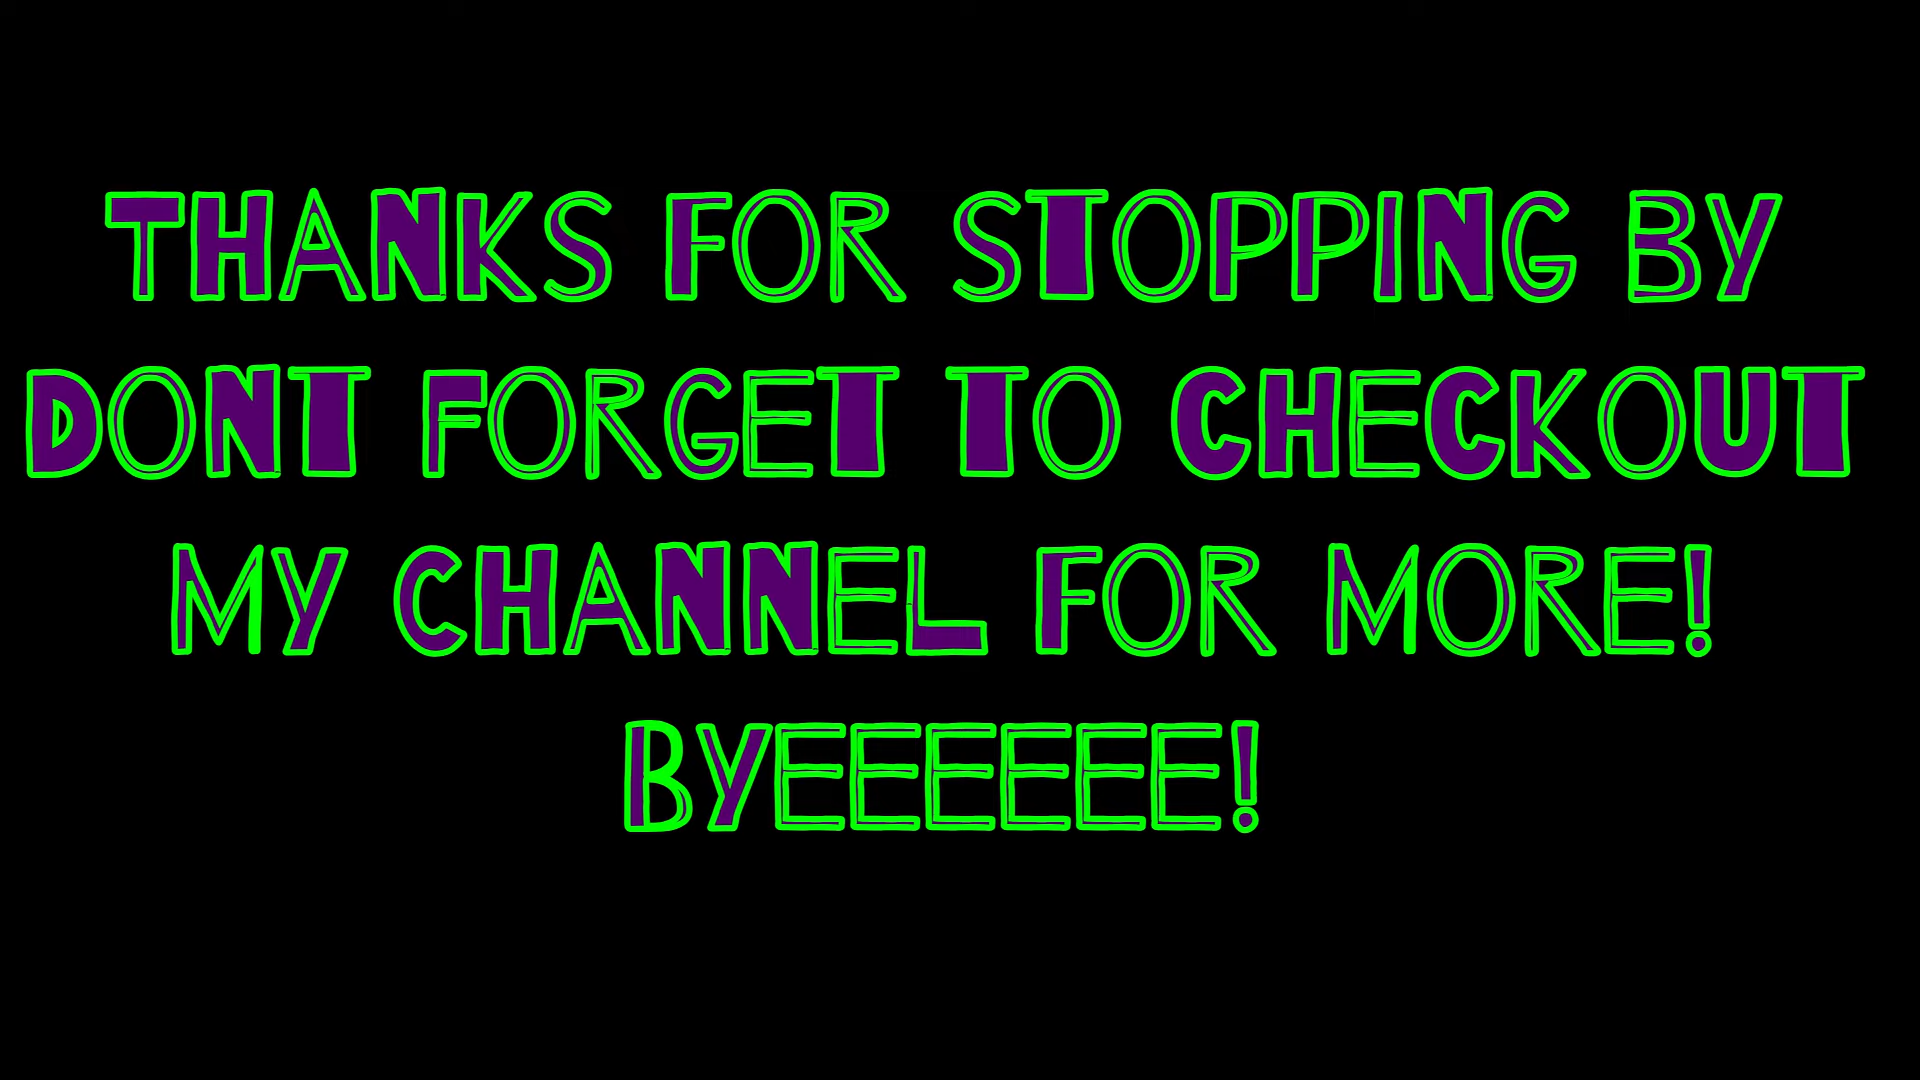 THANKS FOR STOPPING BY
DONT FORGET TO CHECKOUT
MY CHANNEL FOR MORE!
BYEEEEEE!